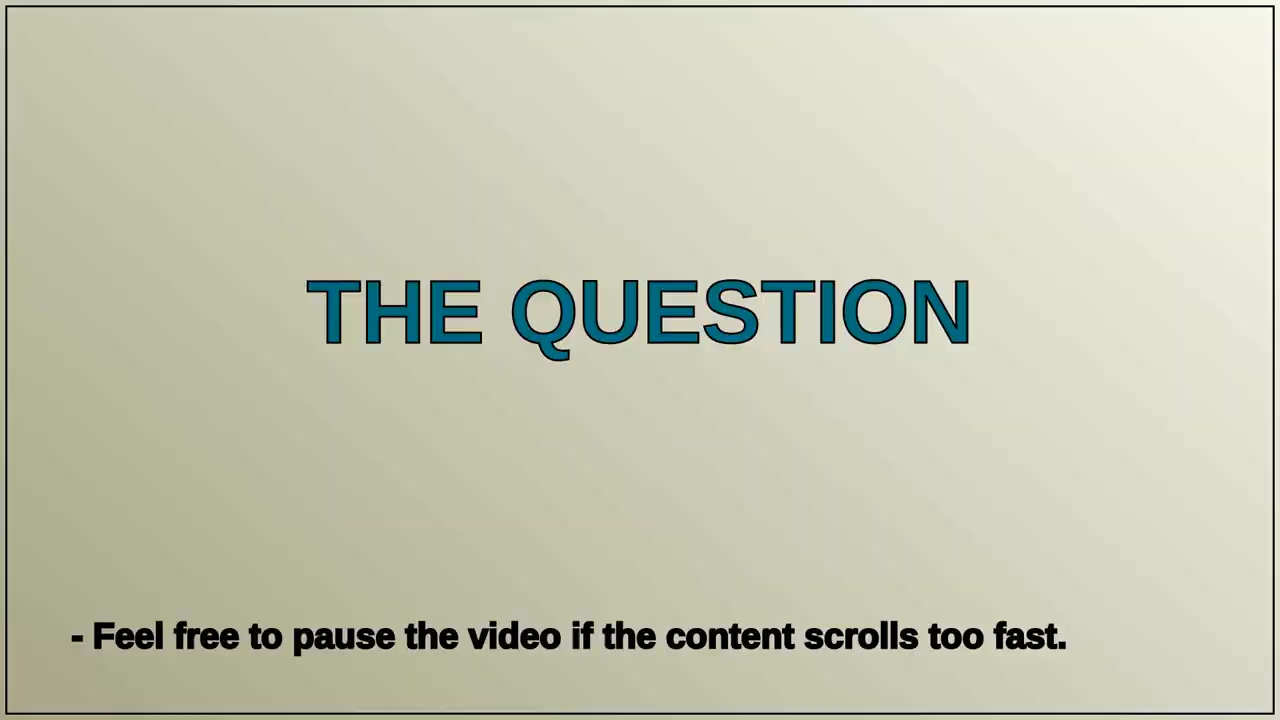 THE QUESTION
- Feel free to pause the video if the content scrolls too fast.